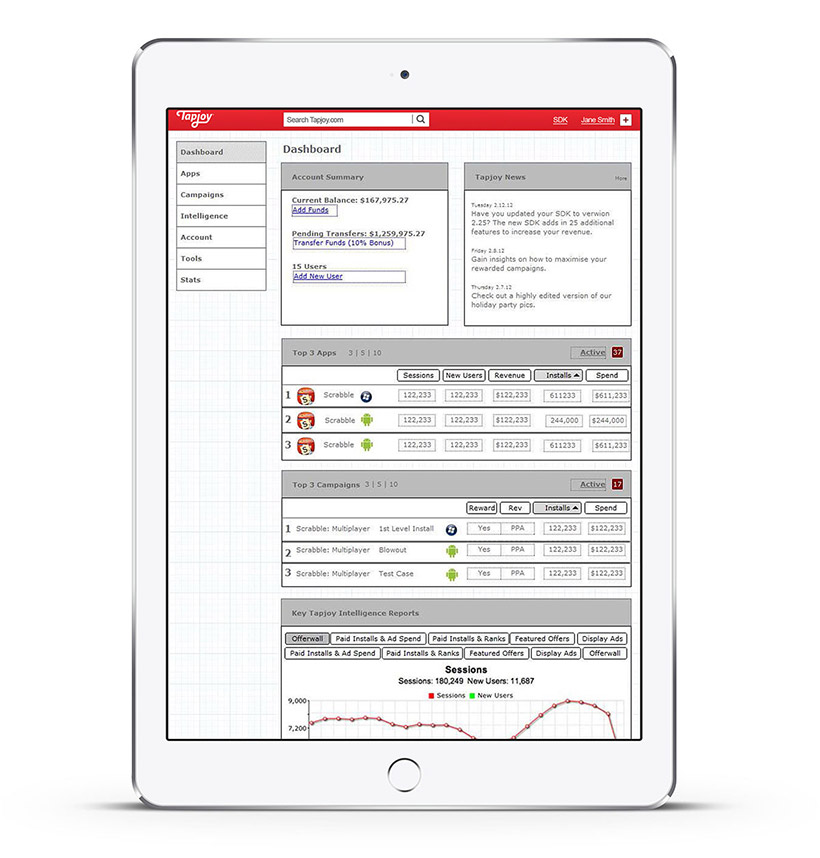 Tapjoy
Search Tapjoy.com
SDK
Jane Smith
+
Dashboard
Apps
Campaigns
Intelligence
Account
Tools
Stats
Dashboard
Account Summary
Current Balance: $167,975.27
Add Funds
Pending Transfers: $1,259,975.27
Transfer Funds (10% Bonus)
15 Users
Add New User
Tapjoy News
More
Tuesday 2.12.12
Have you updated your SDK to verwion
2.25? The new SDK adds in 25 additional
features to increase your revenue.
Friday 2.8.12
Gain insights on how to maximise your
rewarded campaigns.
Thursday 2.7.12
Check out a highly edited version of our
holiday party pics.
Top 3 Apps 3 | 5 | 10 Active 37
Sessions New Users Revenue Installs Spend
1 Scrabble 122,233 122,233 $122,233 611233 $611,233
2 Scrabble 122,233 122,233 $122,233 244,000 $244,000
3 Scrabble 122,233 122,233 $122,233 611233 $611,233
Top 3 Campaigns 3 | 5 | 10 Active 17
Reward Rev Installs Spend
1 Scrabble: Multiplayer 1st Level Install Yes PPA 122,233 $122,233
2 Scrabble: Multiplayer Blowout Yes PPA 122,233 $122,233
3 Scrabble: Multiplayer Test Case Yes PPA 122,233 $122,233
Key Tapjoy Intelligence Reports
Offerwall Paid Installs & Ad Spend Paid Installs & Ranks Featured Offers Display Ads
Paid Installs & Ad Spend Paid Installs & Ranks Featured Offers Display Ads Offerwall
Sessions
Sessions: 180,249 New Users: 11,687
Sessions New Users
9,000
7,200